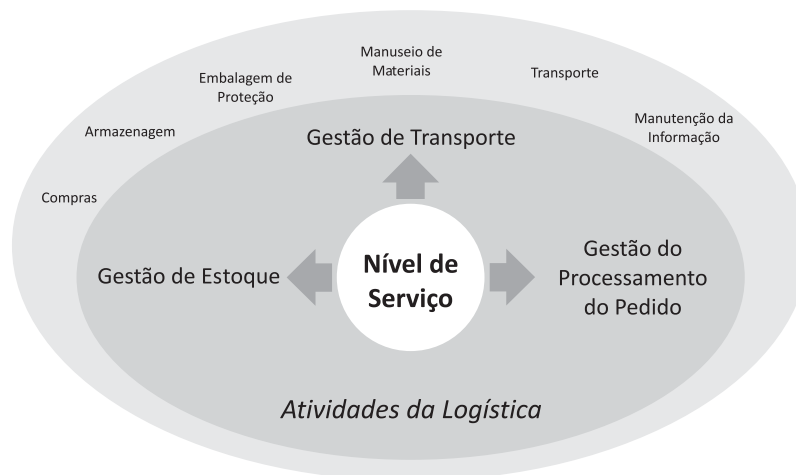 Manuseio de
Materiais
Transporte
Embalagem de
Proteção
Manutenção da
Informação
Armazenagem
Gestão de Transporte
Compras
Gestão de Estoque
Nível de
Serviço
Gestão do
Processamento
do Pedido
Atividades da Logística